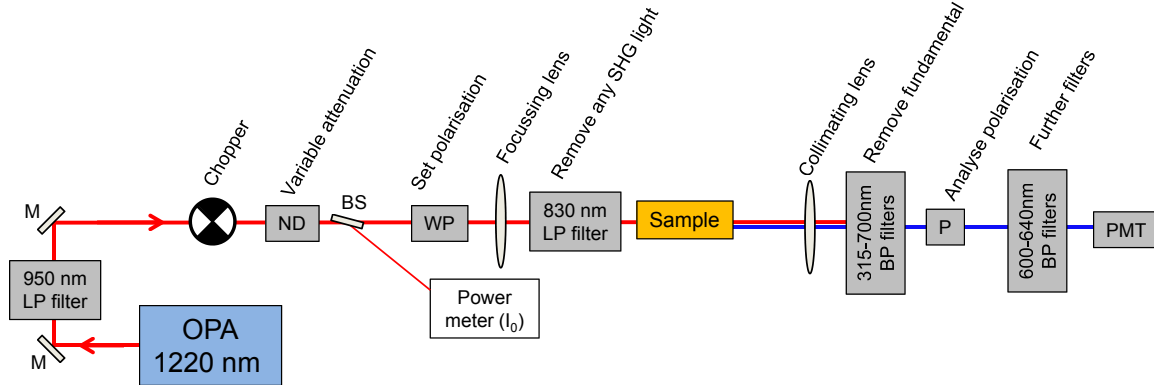 Chopper
Variable attenuation
Set polarisation
Focussing lens
Remove any SHG light
Collimating lens
Remove fundamental
Analyse polarisation
Further filters
M
BS
ND
WP
830 nm
LP filter
Sample
315-700nm
BP filters
P
600-640nm
BP filters
PMT
950 nm
LP filter
Power
meter (I₀)
M
OPA
1220 nm